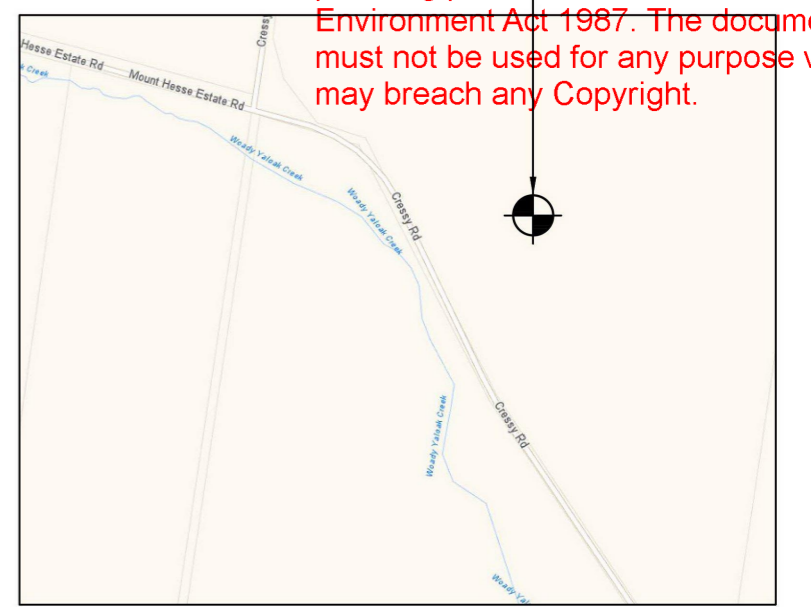 Environment Act 1987. The docume
must not be used for any purpose v
may breach any Copyright.
Cressy
Hesse Estate Rd
Creek
Mount Hesse Estate Rd
Woady Yaloak Creek
Woady Yaloak Creek
Cressy Rd
Woady Yaloak Creek
Cressy Rd
Woady Yal